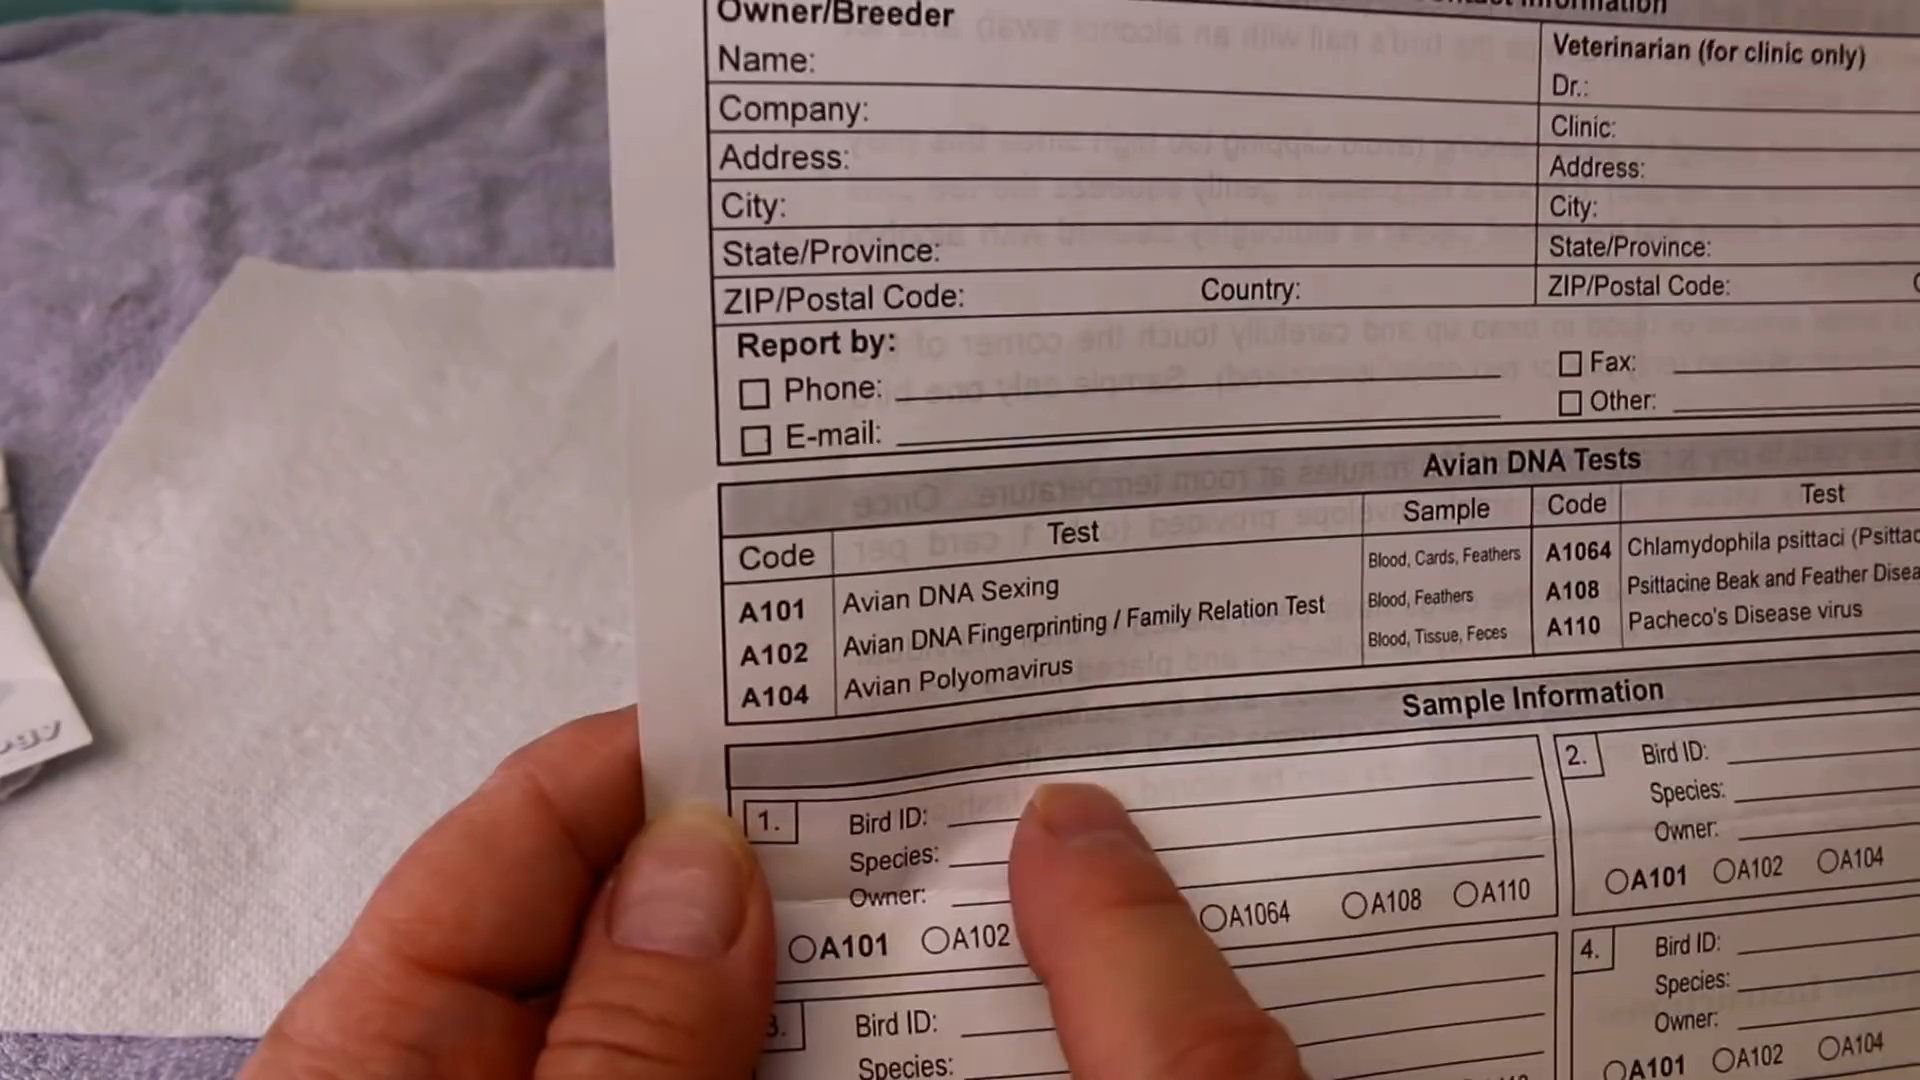 Owner/Breeder
Name:
Company:
Address:
City:
State/Province:
ZIP/Postal Code: Country:
Veterinarian (for clinic only)
Dr.:
Clinic:
Address:
City:
State/Province:
ZIP/Postal Code:
Report by:
Phone:
E-mail:
Fax:
Other:
Avian DNA Tests
Code Test Sample Code Test
A101 Avian DNA Sexing Blood, Cards, Feathers A1064 Chlamydophila psittaci
A102 Avian DNA Fingerprinting / Family Relation Test Blood, Feathers A108 Psittacine Beak and Feather
A104 Avian Polyomavirus Blood, Tissue, Feces A110 Pacheco's Disease virus
Sample Information
1. Bird ID:
Species:
Owner:
A101 A102 A1064 A108 A110
2. Bird ID:
Species:
Owner:
A101 A102 A104
3. Bird ID:
Species:
4. Bird ID:
Species:
Owner:
A101 A102 A104